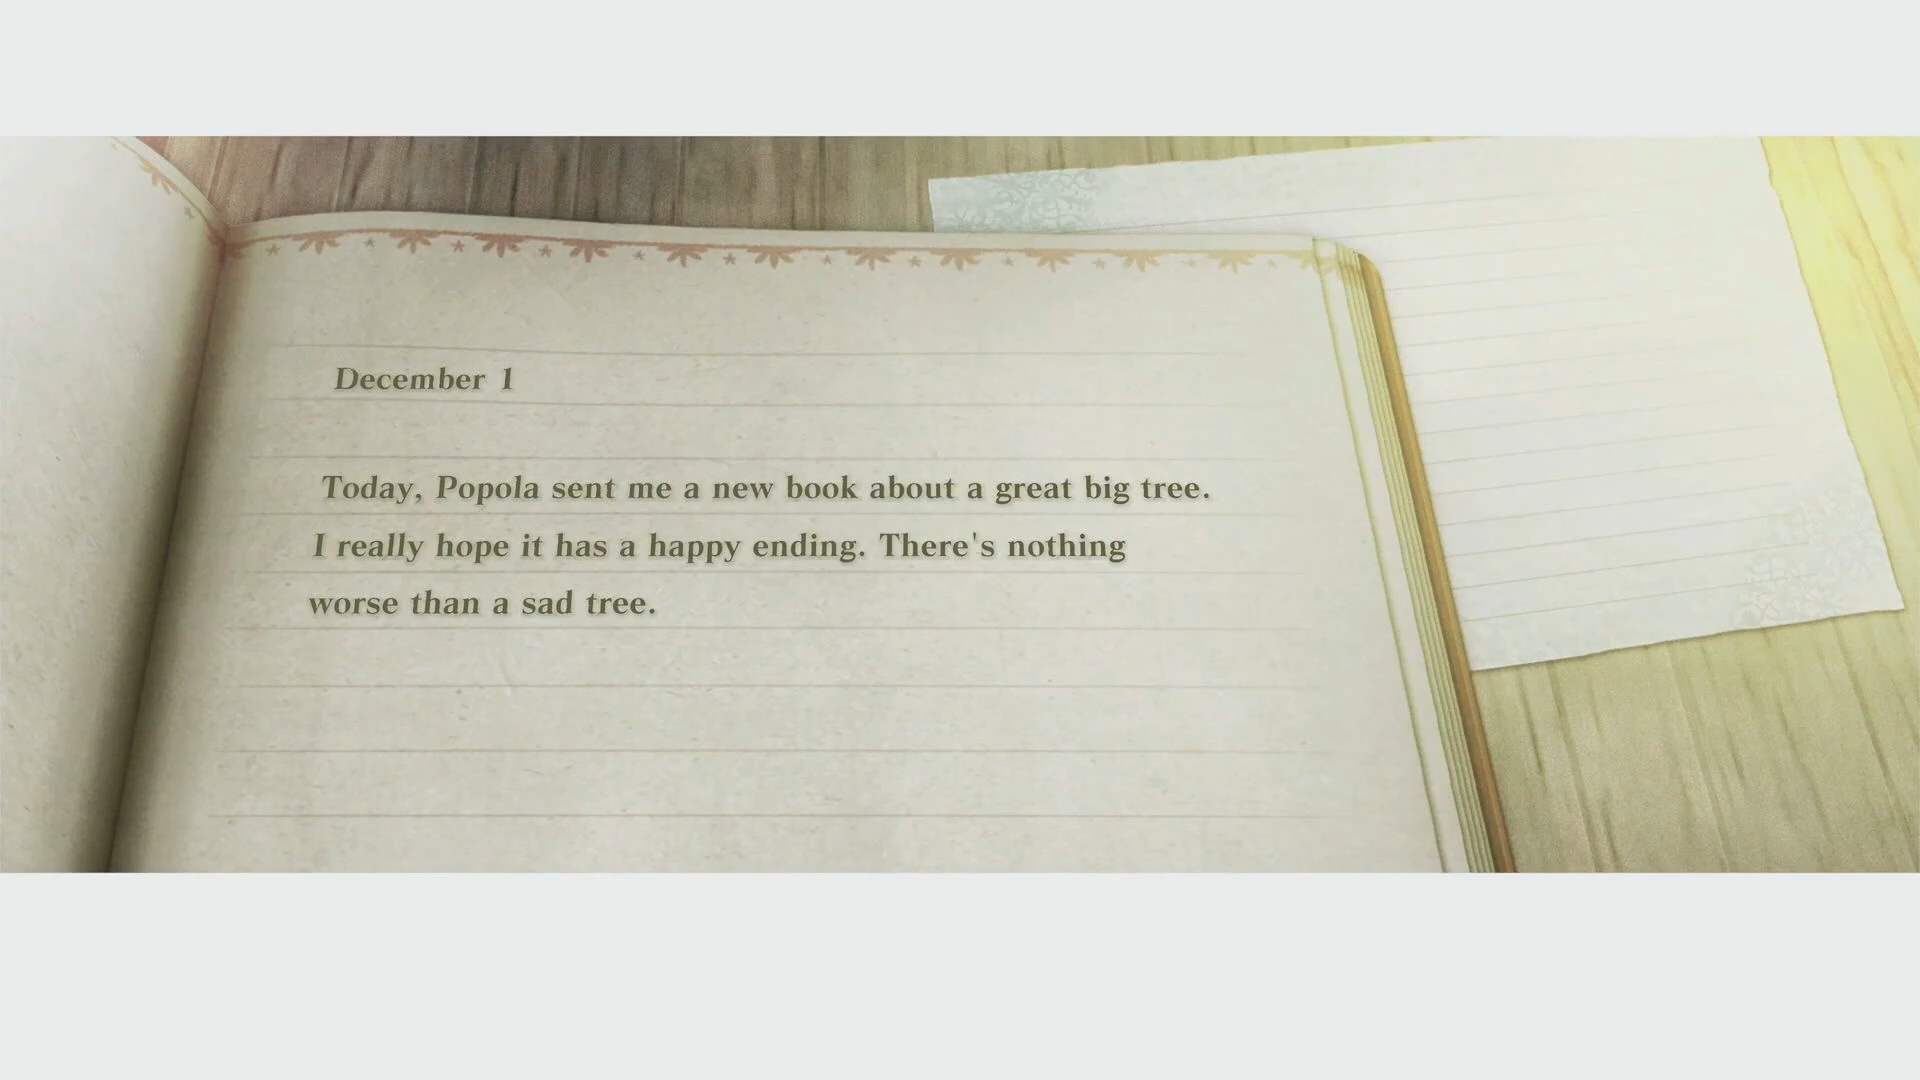 December 1
Today, Popola sent me a new book about a great big tree.
I really hope it has a happy ending. There's nothing
worse than a sad tree.